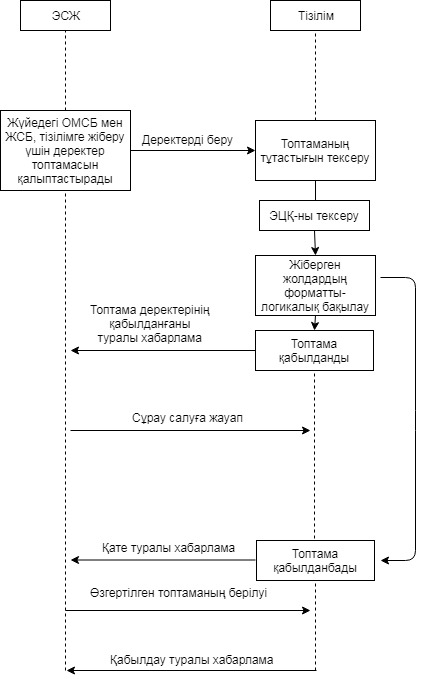 ЭСЖ
Тізілім
Жүйедегі ОМСБ мен
ЖСБ, тізілімге жіберу
үшін деректер
топтамасын
қалыптастырады
Деректерді беру
Топтаманың
тұтастығын тексеру
ЭЦҚ-ны тексеру
Жіберген
жолдардың
форматты-
логикалық бақылау
Топтама деректерінің
қабылданғаны
туралы хабарлама
Топтама
қабылданды
Сұрау салуға жауап
Қате туралы хабарлама
Топтама
қабылданбады
Өзгертілген топтаманың берілуі
Қабылдау туралы хабарлама